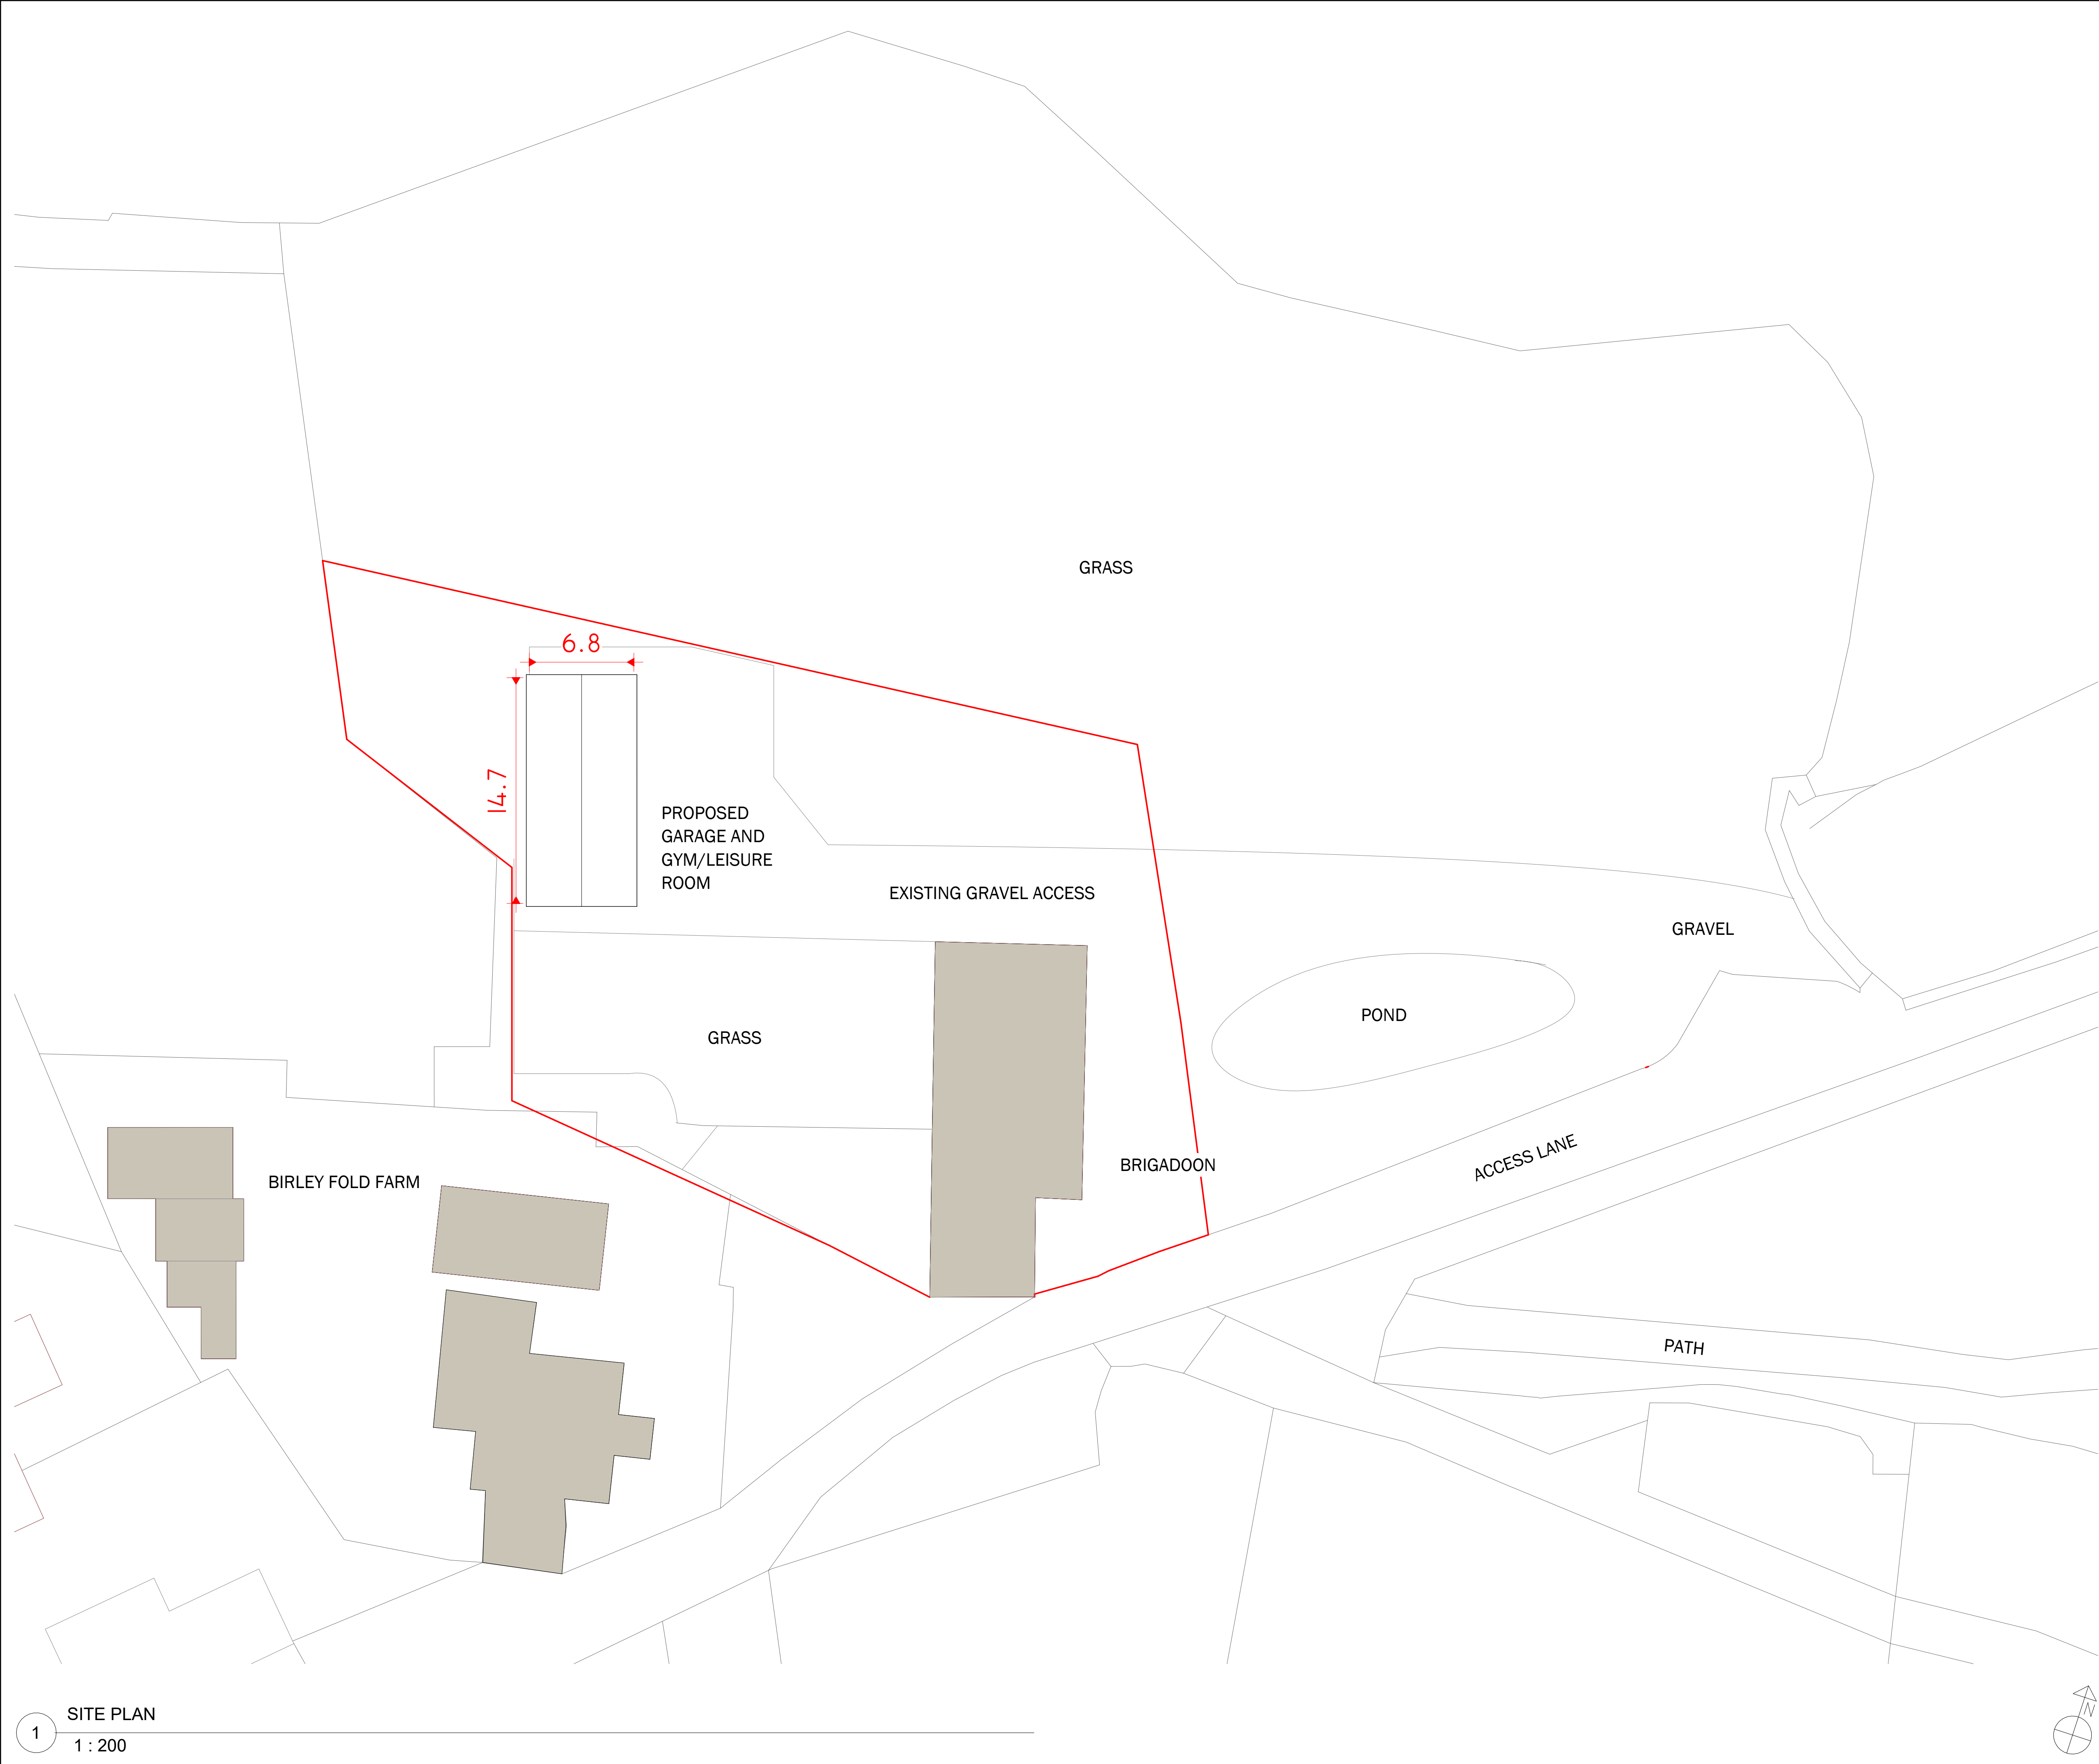 GRASS
6.8
14.7
PROPOSED
GARAGE AND
GYM/LEISURE
ROOM
EXISTING GRAVEL ACCESS
GRAVEL
POND
GRASS
ACCESS LANE
BRIGADOON
BIRLEY FOLD FARM
PATH
N
1
SITE PLAN
1 : 200